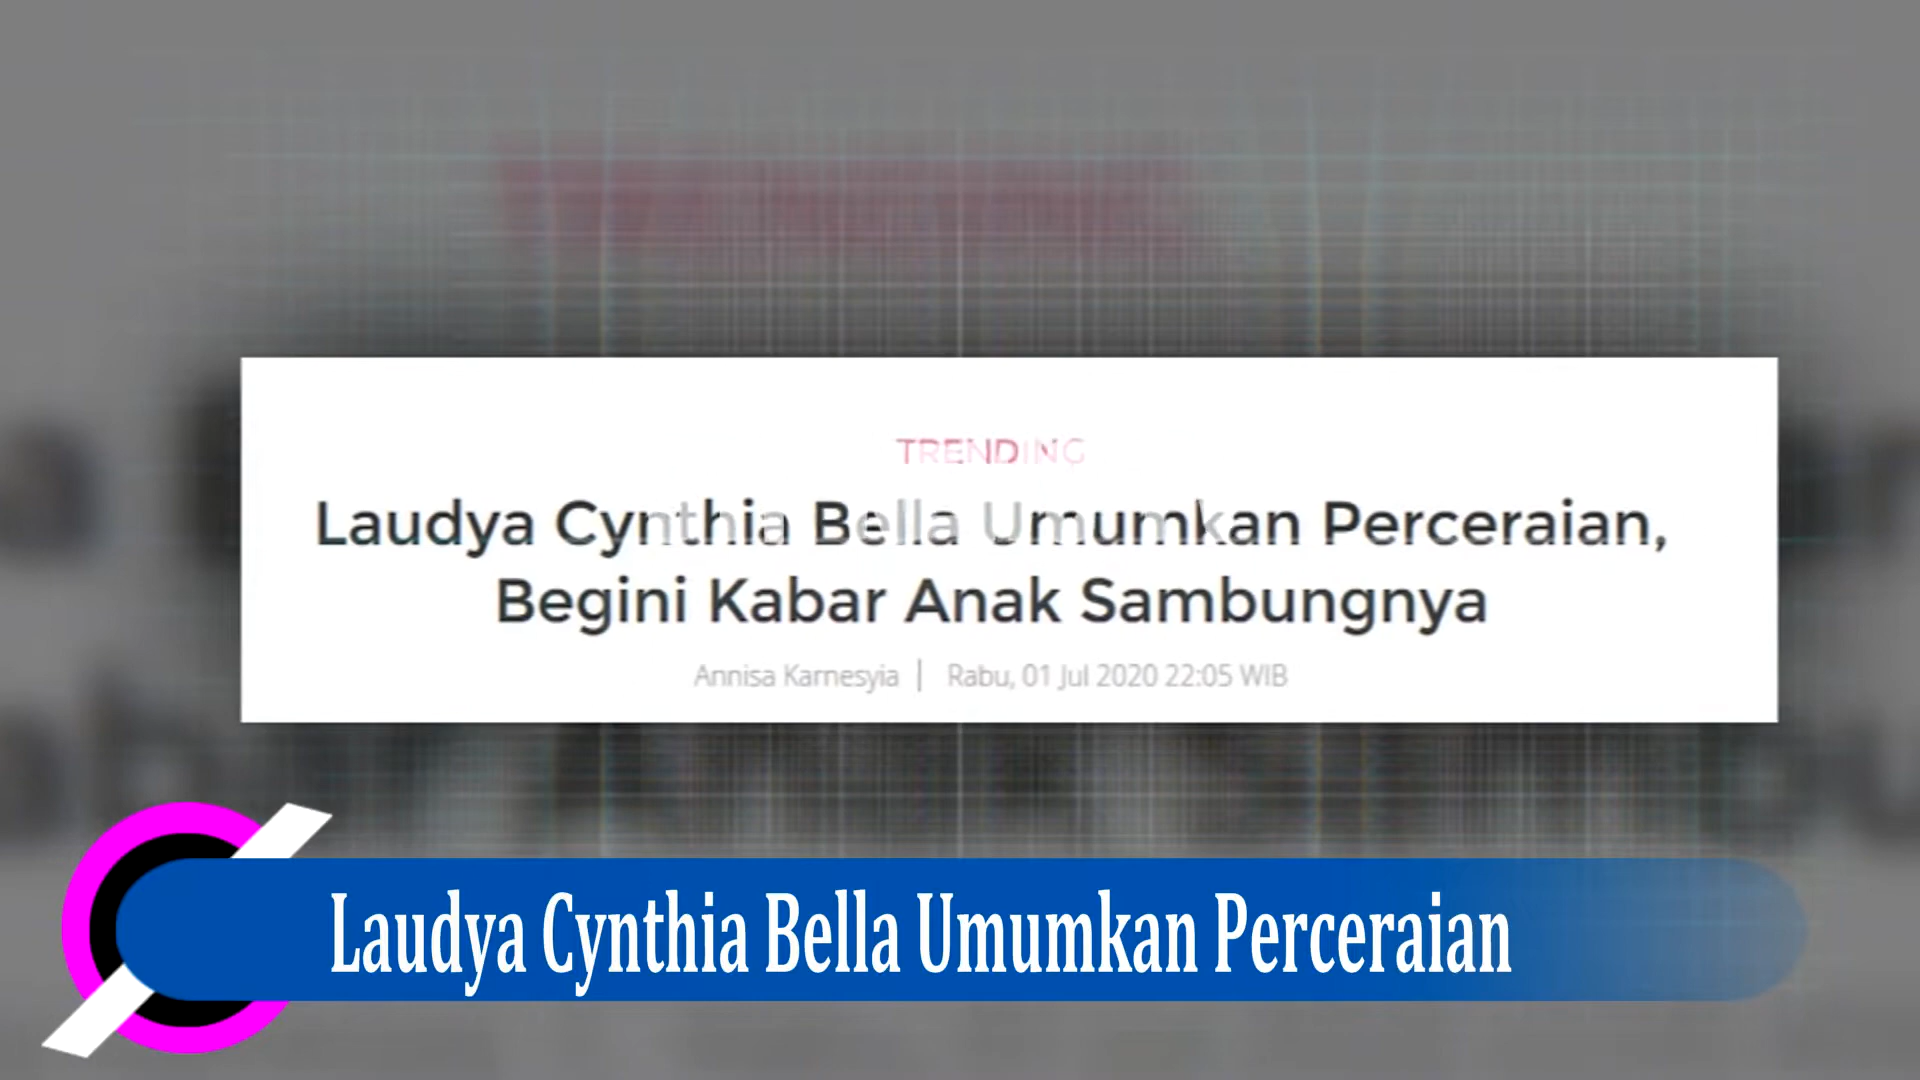 TRENDING
Laudya Cynthia Bella Umumkan Perceraian,
Begini Kabar Anak Sambungnya
Annisa Karnesyia | Rabu, 01 Jul 2020 22:05 WIB
Laudya Cynthia Bella Umumkan Perceraian